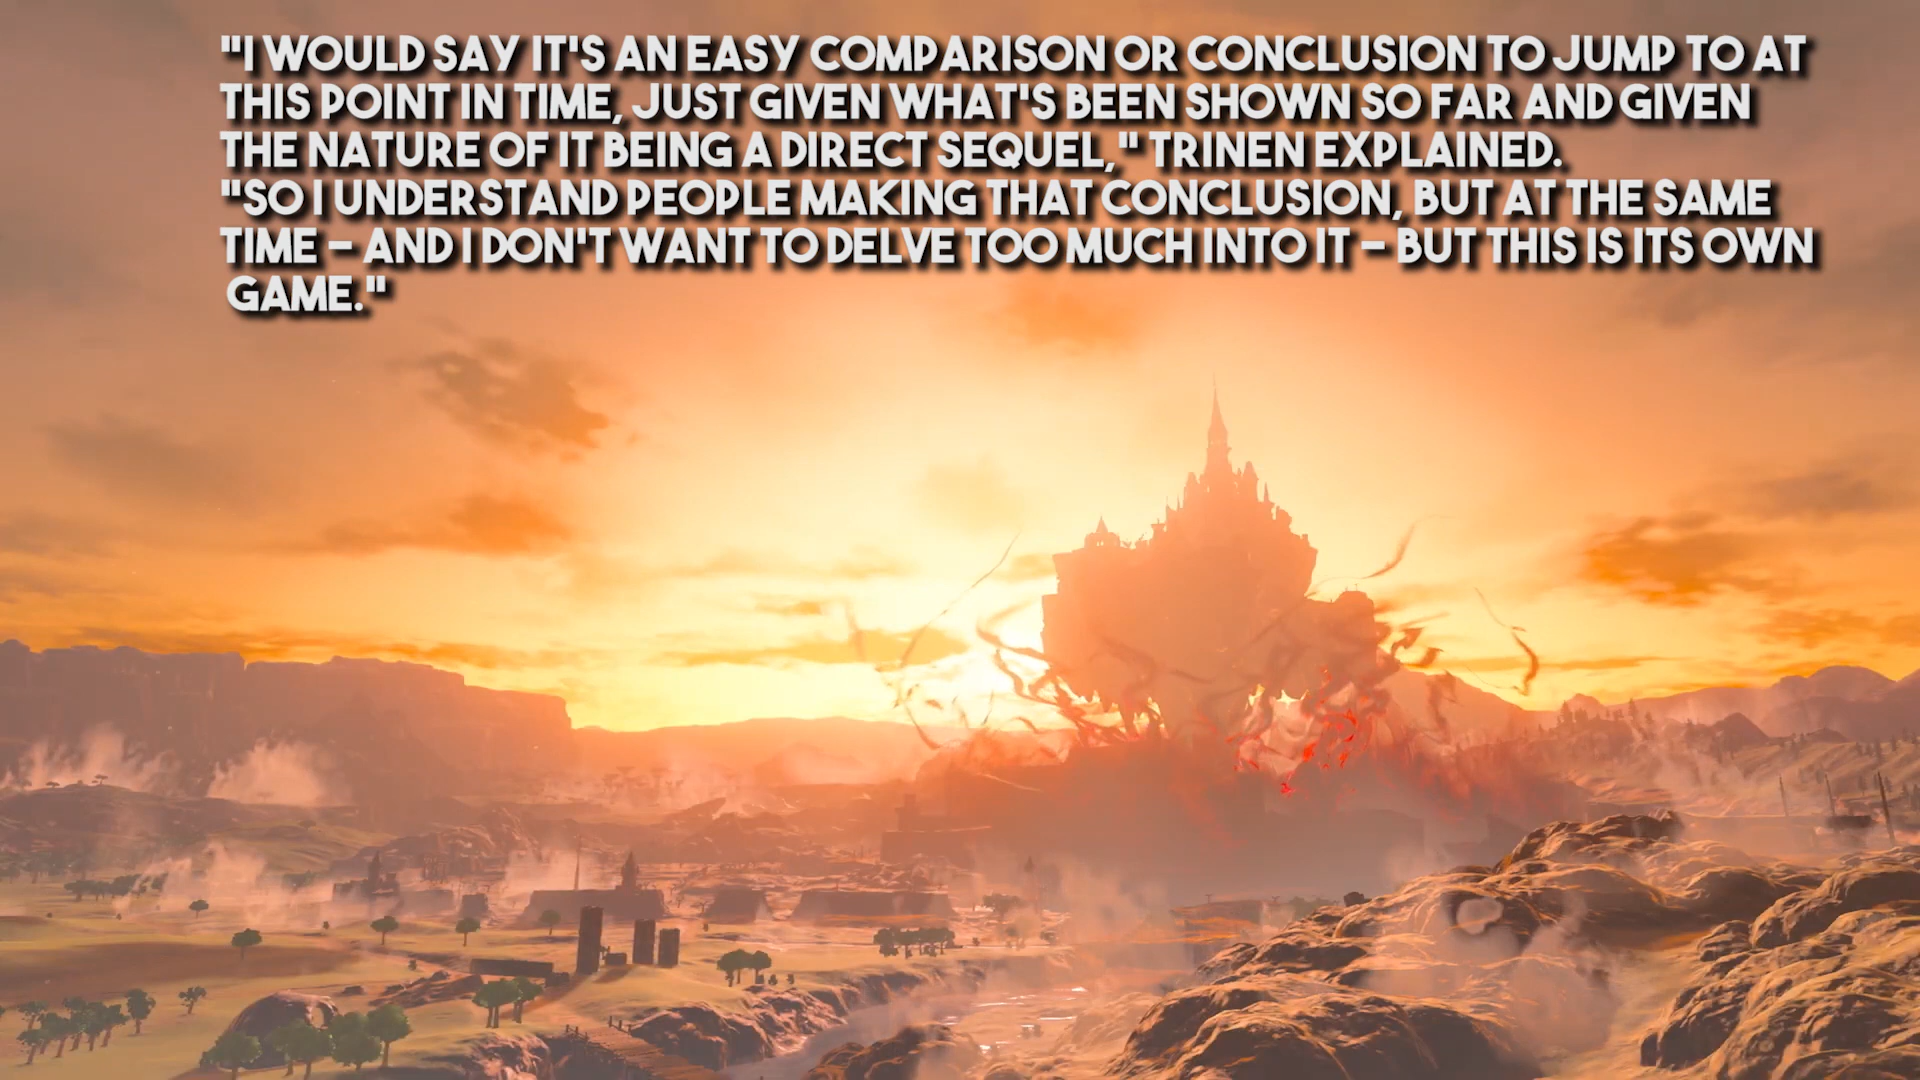 "I WOULD SAY IT'S AN EASY COMPARISON OR CONCLUSION TO JUMP TO AT
THIS POINT IN TIME, JUST GIVEN WHAT'S BEEN SHOWN SO FAR AND GIVEN
THE NATURE OF IT BEING A DIRECT SEQUEL," TRINEN EXPLAINED.
"SO I UNDERSTAND PEOPLE MAKING THAT CONCLUSION, BUT AT THE SAME
TIME – AND I DON'T WANT TO DELVE TOO MUCH INTO IT – BUT THIS IS ITS OWN
GAME."